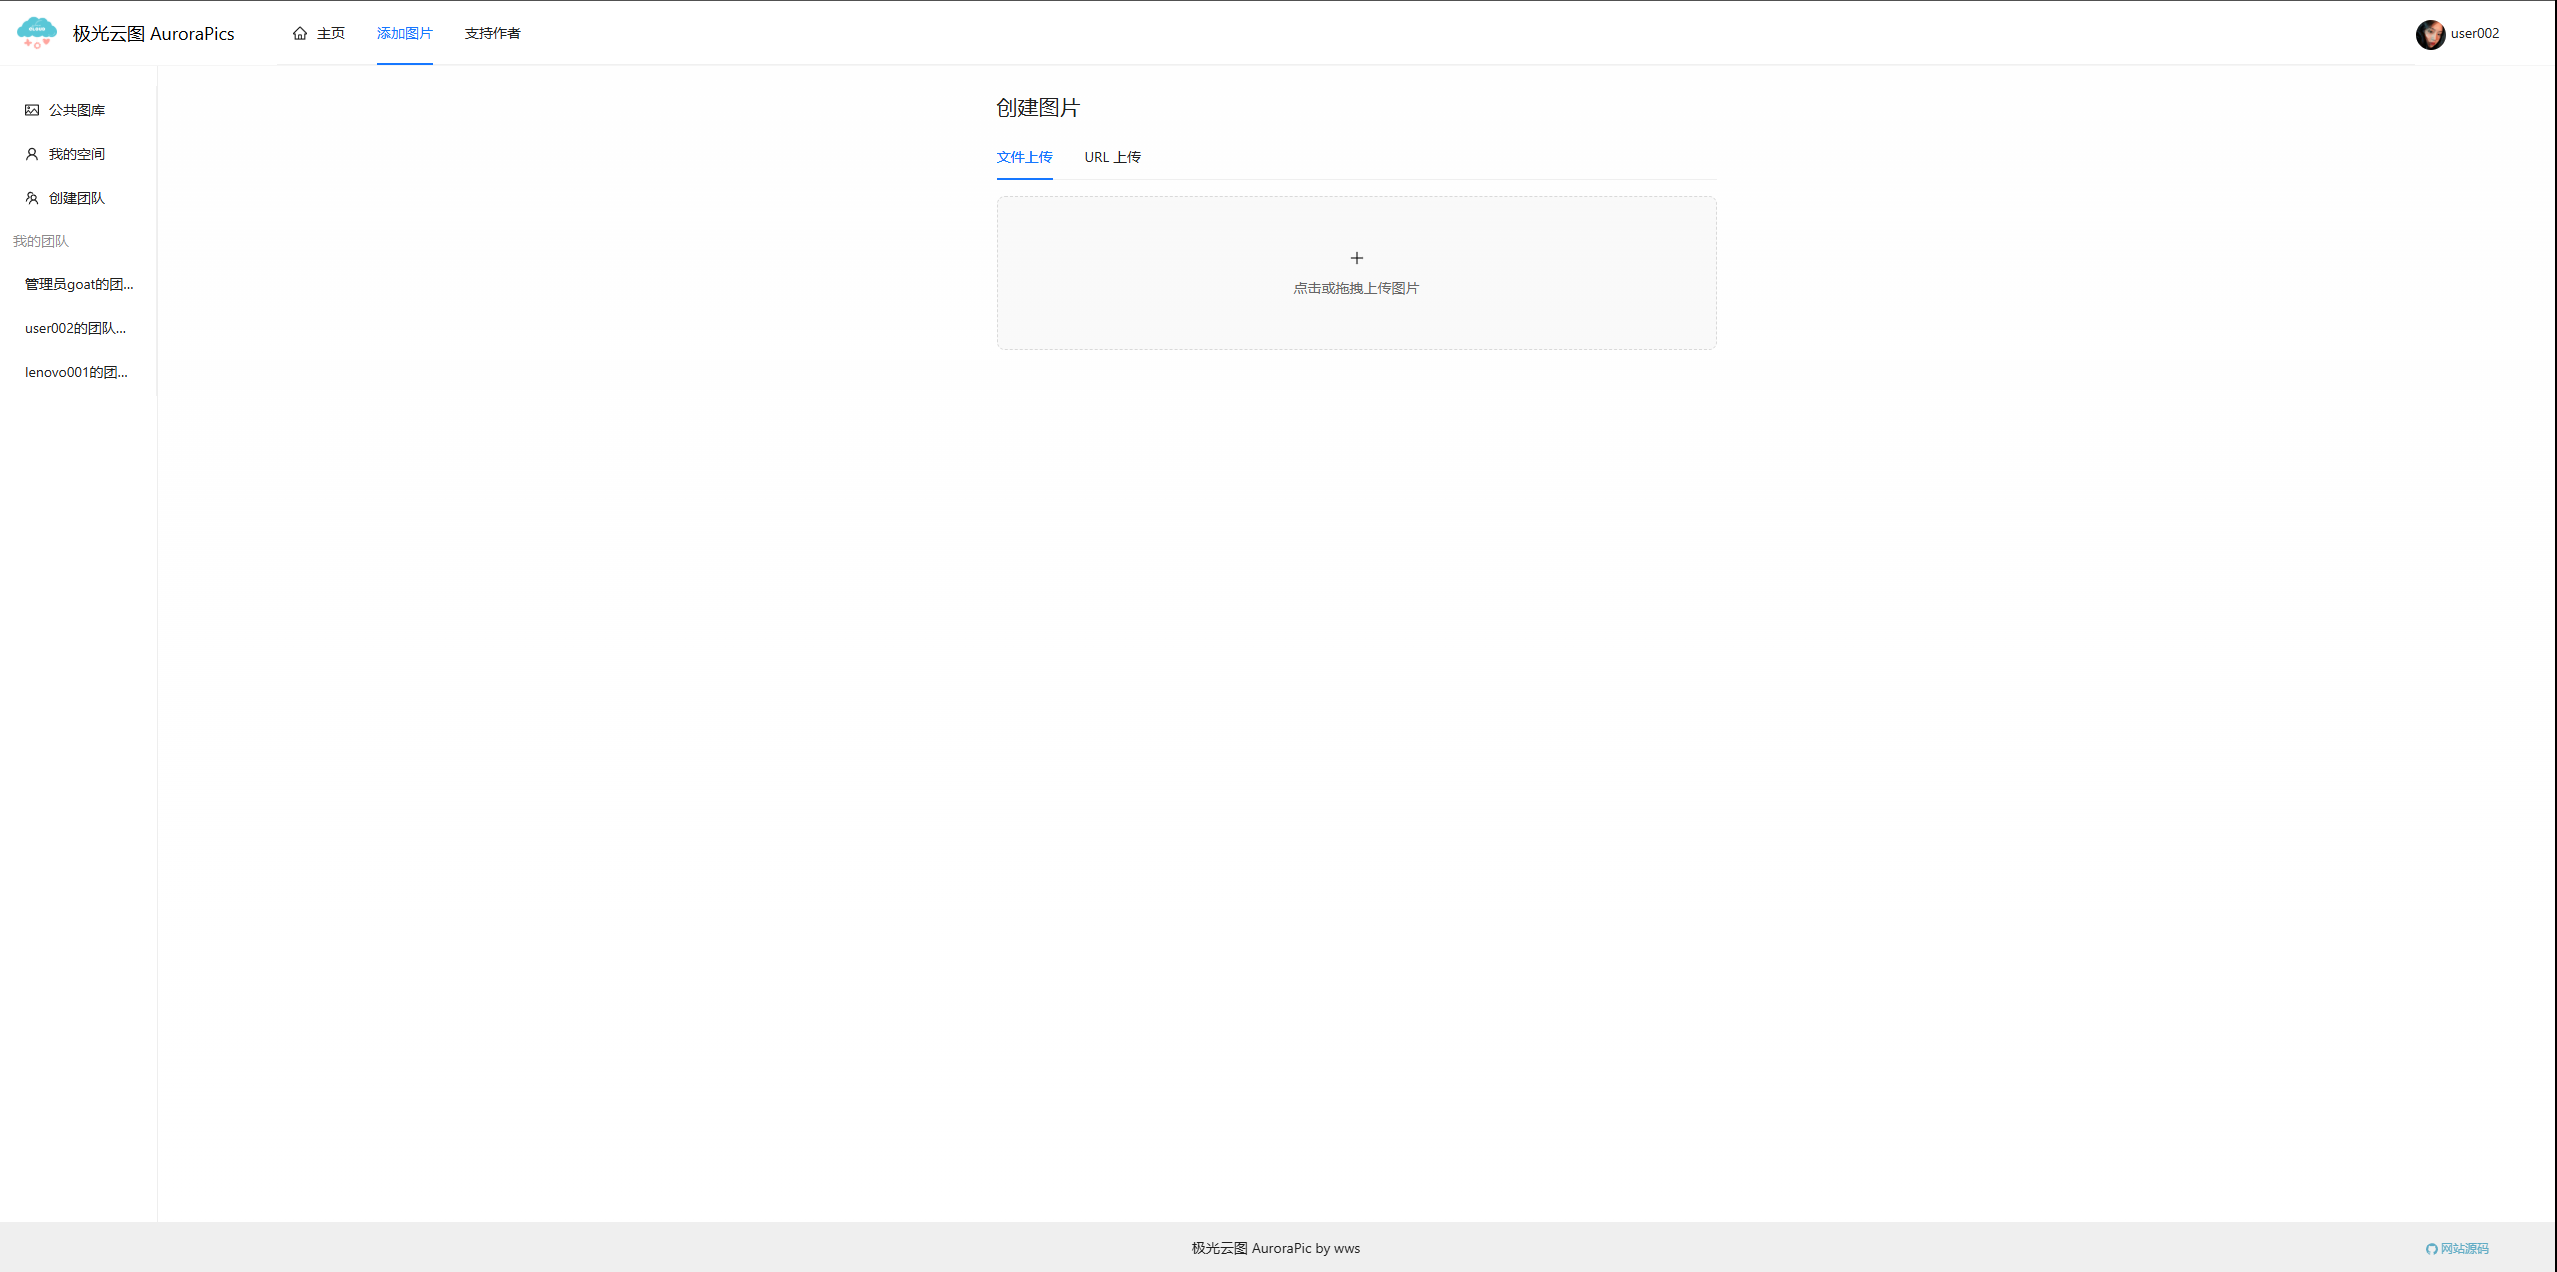 极光云图 AuroraPics
主页
添加图片
支持作者
user002
公共图库
我的空间
创建团队
我的团队
管理员goat的团...
user002的团队...
lenovo001的团...
创建图片
文件上传
URL 上传
点击或拖拽上传图片
极光云图 AuroraPic by wws
网站源码